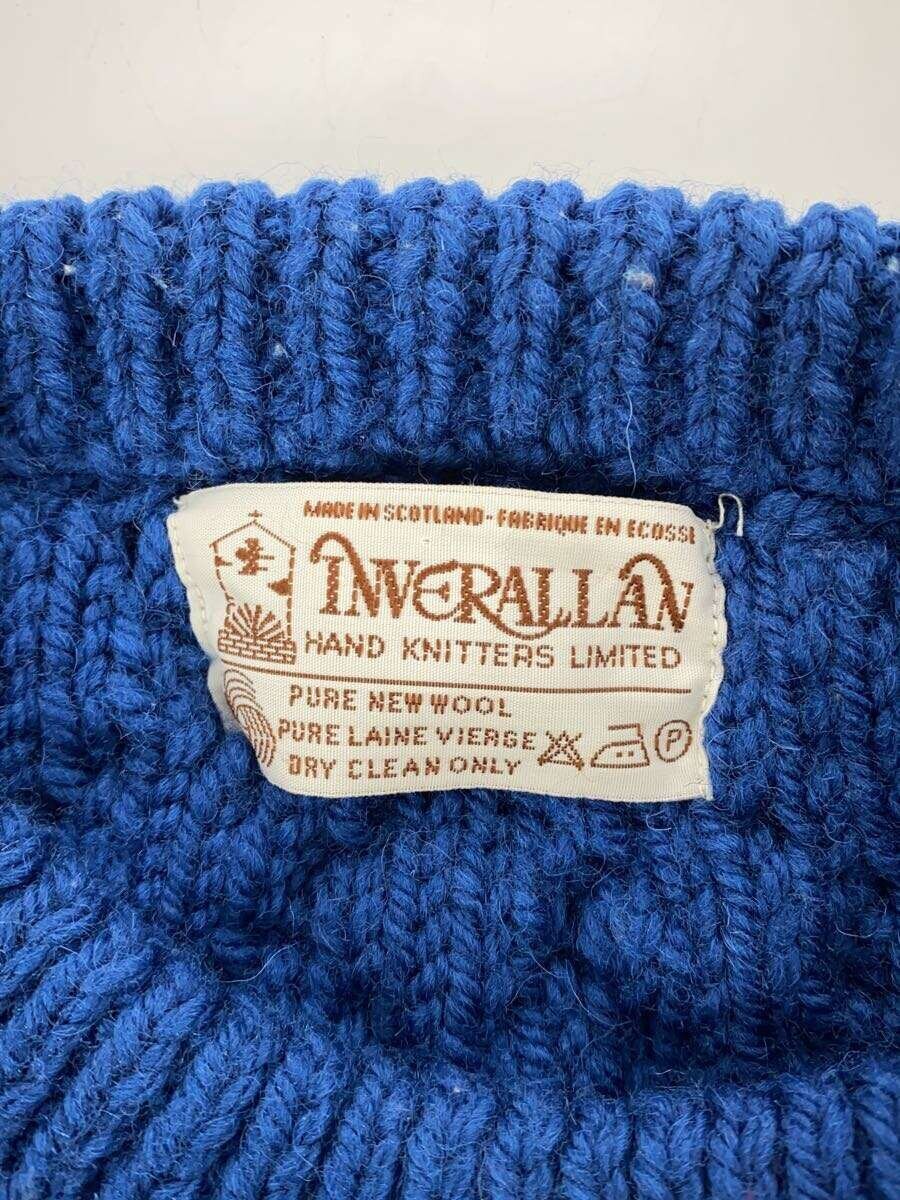 MADE IN SCOTLAND - FABRIQUE EN ECOSSE
INVERALLAN
HAND KNITTERS LIMITED
PURE NEW WOOL
PURE LAINE VIERGE
DRY CLEAN ONLY
P